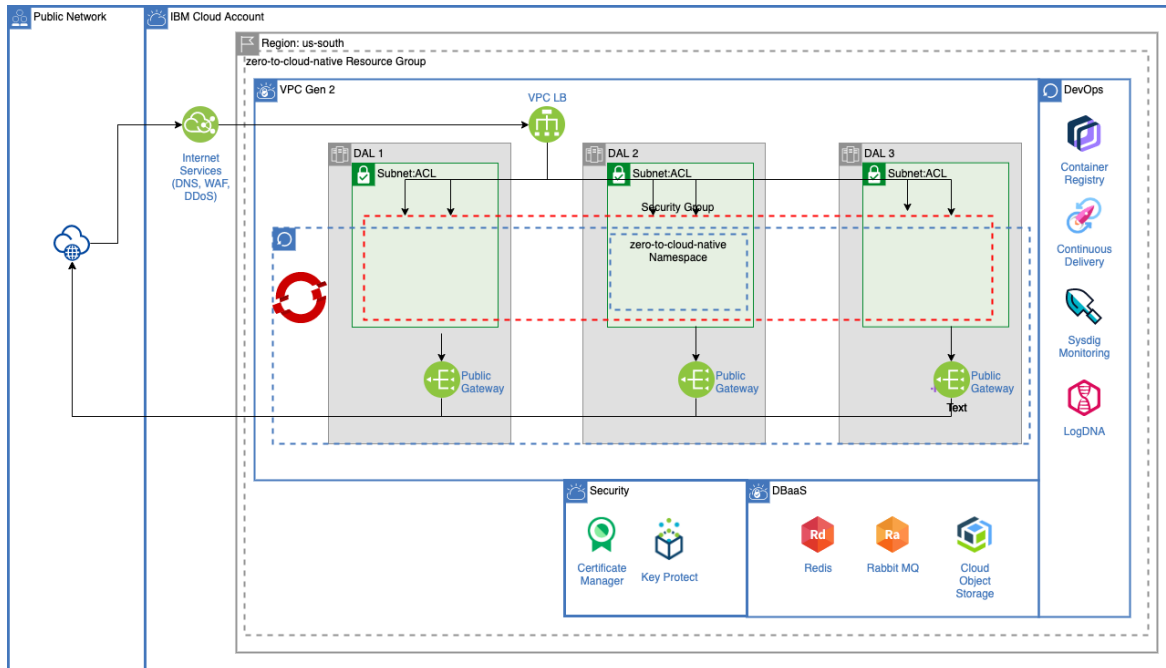 Public Network
IBM Cloud Account
Region: us-south
zero-to-cloud-native Resource Group
VPC Gen 2
DevOps
VPC LB
Internet
Services
(DNS, WAF,
DDoS)
DAL 1
Subnet:ACL
DAL 2
Subnet:ACL
DAL 3
Subnet:ACL
Security Group
zero-to-cloud-native
Namespace
Public
Gateway
Public
Gateway
Public
Gateway
Text
Container
Registry
Continuous
Delivery
Sysdig
Monitoring
LogDNA
Security
Certificate
Manager
Key Protect
DBaaS
Rd
Redis
Ra
Rabbit MQ
Cloud
Object
Storage